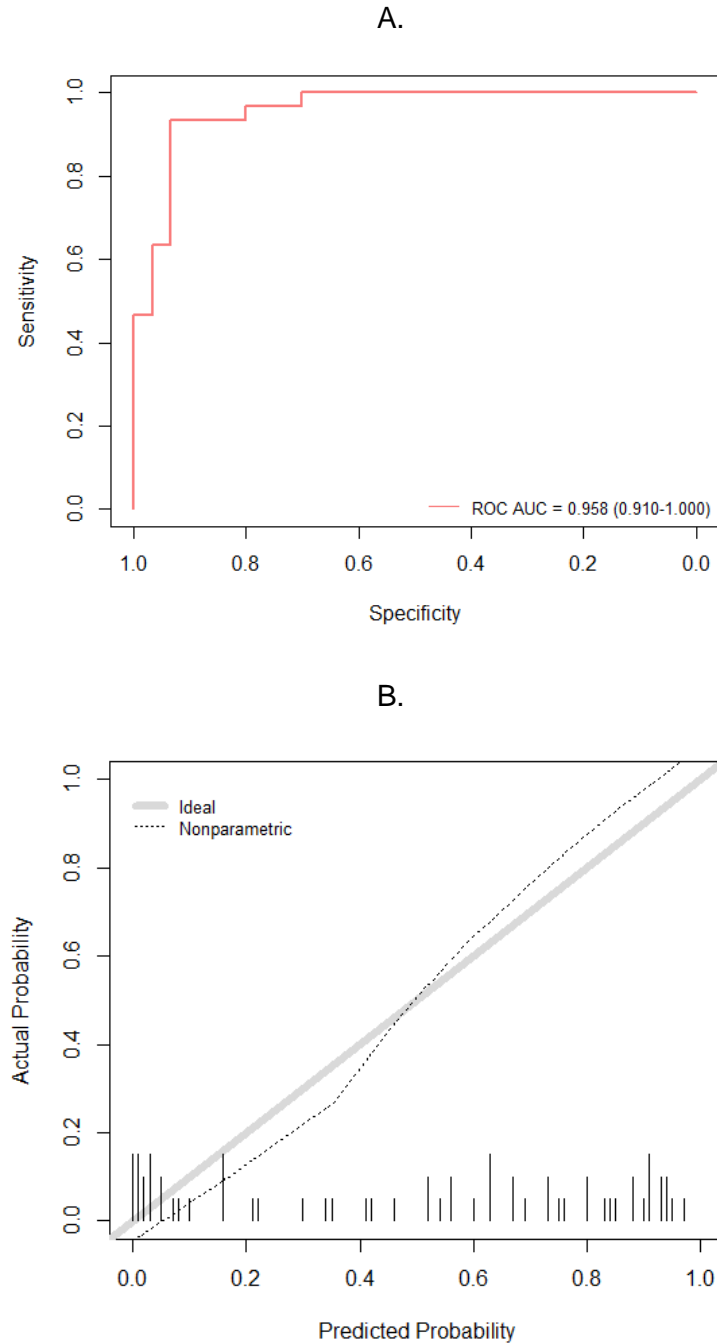 A.
1.0
0.8
0.6
0.4
0.2
0.0
Sensitivity
ROC AUC = 0.958 (0.910-1.000)
1.0 0.8 0.6 0.4 0.2 0.0
Specificity
B.
1.0
0.8
0.6
0.4
0.2
0.0
Actual Probability
Ideal
Nonparametric
0.0 0.2 0.4 0.6 0.8 1.0
Predicted Probability